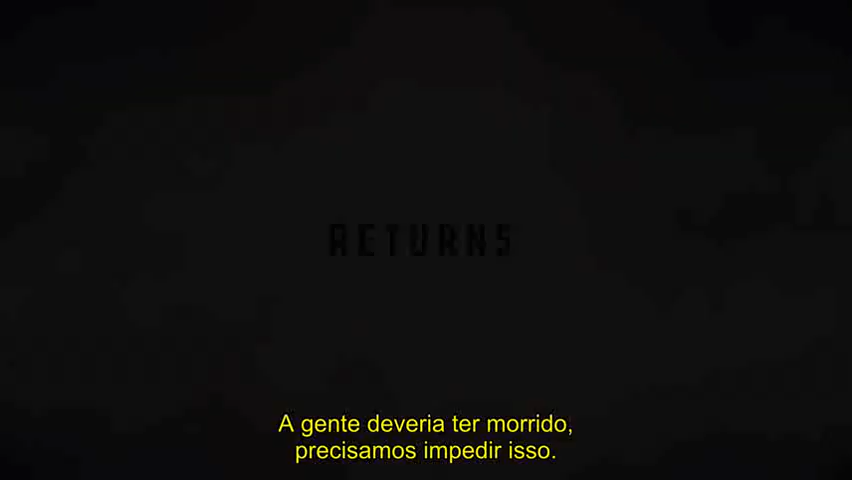 RETURNS
A gente deveria ter morrido,
precisamos impedir isso.